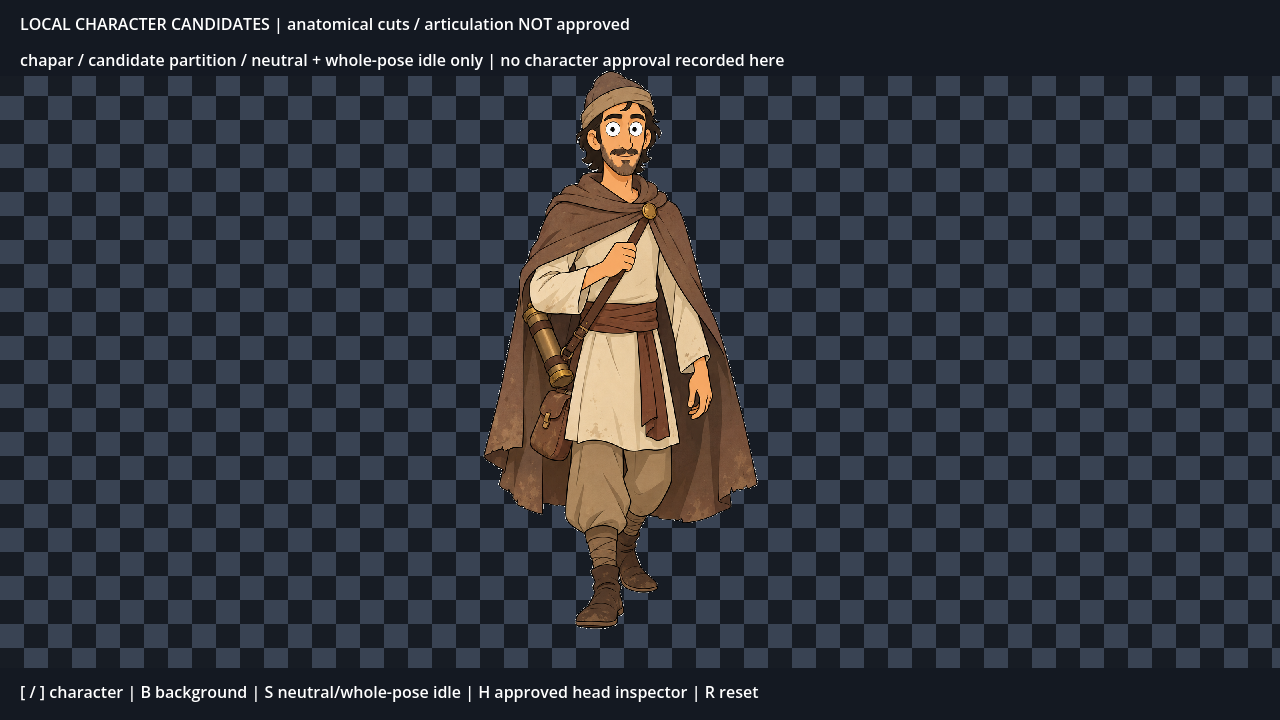 LOCAL CHARACTER CANDIDATES | anatomical cuts / articulation NOT approved
chapar / candidate partition / neutral + whole-pose idle only | no character approval recorded here
[ / ] character | B background | S neutral/whole-pose idle | H approved head inspector | R reset